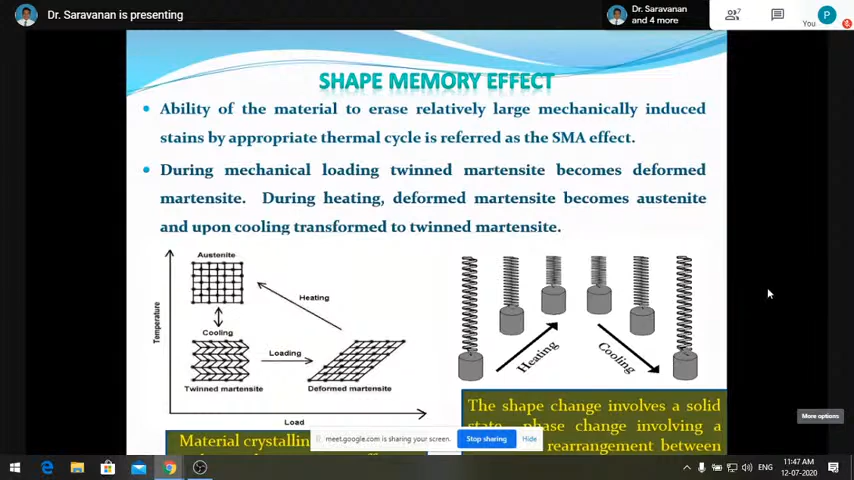 Dr. Saravanan is presenting
Dr. Saravanan
and 4 more
7
You
P
SHAPE MEMORY EFFECT
Ability of the material to erase relatively large mechanically induced
stains by appropriate thermal cycle is referred as the SMA effect.
During mechanical loading twinned martensite becomes deformed
martensite. During heating, deformed martensite becomes austenite
and upon cooling transformed to twinned martensite.
Austenite
Temperature
Heating
Cooling
Loading
Twinned martensite
Deformed martensite
Load
Heating
Cooling
The shape change involves a solid
state phase change involving a
rearrangement between
Material crystallin
More options
meet.google.com is sharing your screen.
Stop sharing
Hide
ENG
11:47 AM
12-07-2020